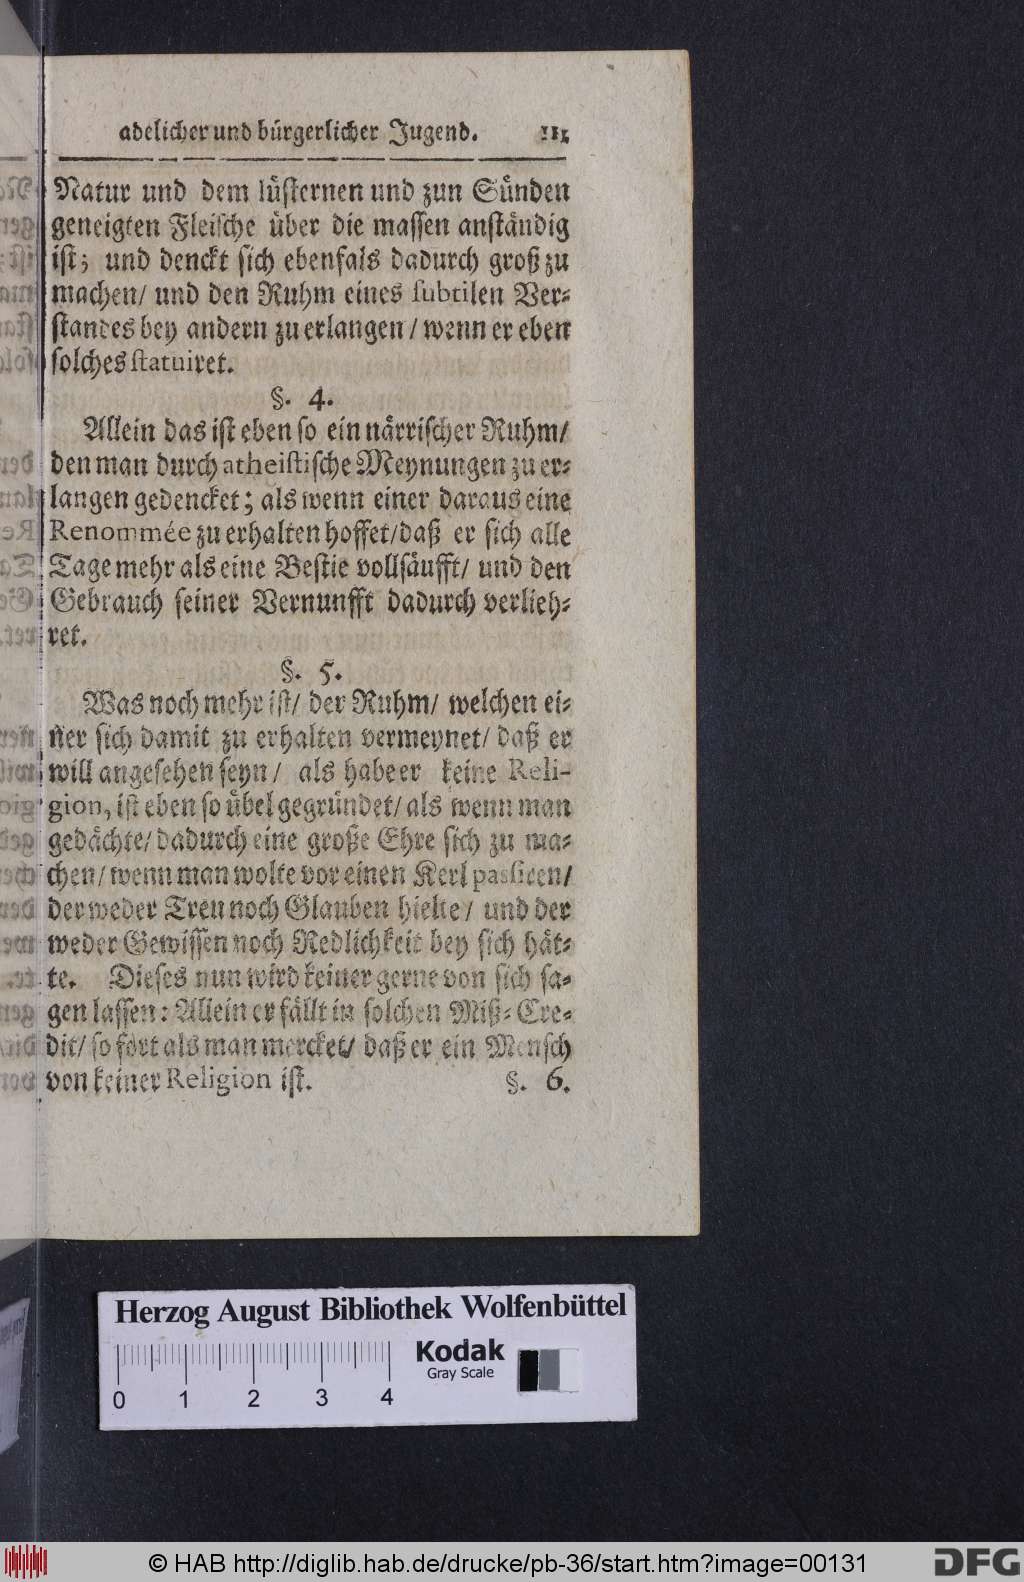 adelicher und bürgerlicher Jugend. 111
Natur und dem lüsternen und zun Sünden
geneigten Fleische über die massen anständig
ist; und denckt sich ebenfals dadurch groß zu
machen/ und den Ruhm eines subtilen Ver-
standes bey andern zu erlangen/ wenn er eben
solches statuiret.
§. 4.
Allein das ist eben so ein närrischer Ruhm/
den man durch atheistische Meynungen zu er-
langen gedencket; als wenn einer daraus eine
Renommée zu erhalten hoffet/ daß er sich alle
Tage mehr als eine Bestie vollsäufft/ und den
Gebrauch seiner Vernunfft dadurch verlieh-
ret.
§. 5.
Was noch mehr ist/ der Ruhm/ welchen ei-
ner sich damit zu erhalten vermeynet/ daß er
will angesehen seyn/ als habe er keine Reli-
gion, ist eben so übel gegründet/ als wenn man
gedächte/ dadurch eine große Ehre sich zu ma-
chen/ wenn man wolte vor einen Kerl passiren/
der weder Treu noch Glauben hielte/ und der
weder Gewissen noch Redlichkeit bey sich hät-
te. Dieses nun wird keiner gerne von sich sa-
gen lassen: Allein er fällt in solchen Miß-Cre-
dit/ so fort als man mercket/ daß er ein Mensch
von keiner Religion ist. §. 6.
Herzog August Bibliothek Wolfenbüttel
Kodak
Gray Scale
0 1 2 3 4
© HAB http://diglib.hab.de/drucke/pb-36/start.htm?image=00131
DFG